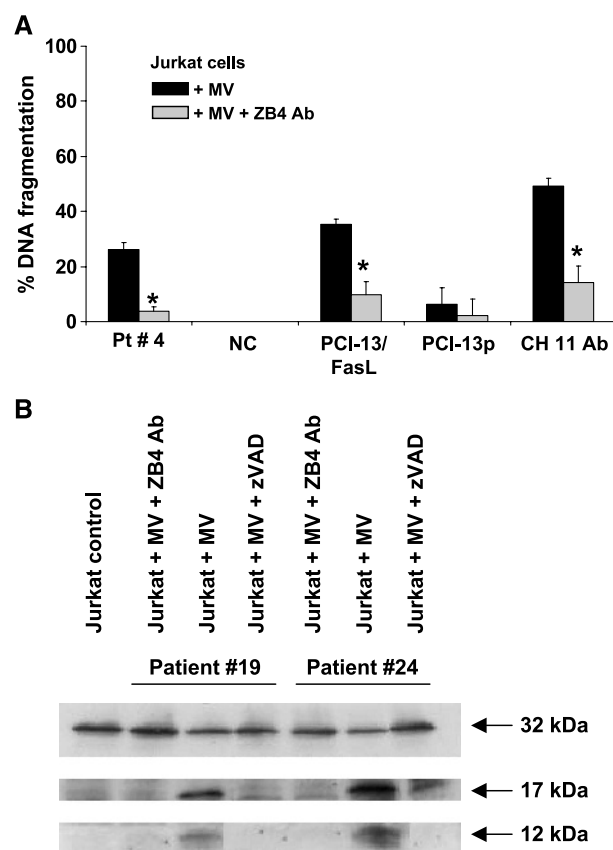 A
Jurkat cells
+ MV
+ MV + ZB4 Ab
% DNA fragmentation
100
80
60
40
20
0
*
*
*
Pt # 4
NC
PCI-13/
FasL
PCI-13p
CH 11 Ab
B
Jurkat control
Jurkat + MV + ZB4 Ab
Jurkat + MV
Jurkat + MV + zVAD
Jurkat + MV + ZB4 Ab
Jurkat + MV
Jurkat + MV + zVAD
Patient #19
Patient #24
32 kDa
17 kDa
12 kDa